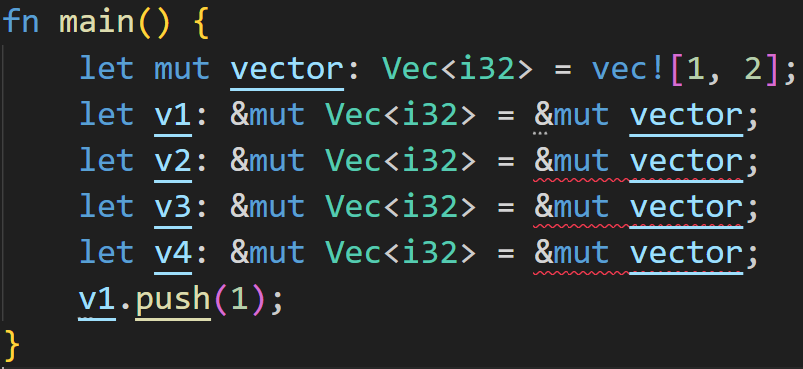 fn main() {
    let mut vector: Vec<i32> = vec![1, 2];
    let v1: &mut Vec<i32> = &mut vector;
    let v2: &mut Vec<i32> = &mut vector;
    let v3: &mut Vec<i32> = &mut vector;
    let v4: &mut Vec<i32> = &mut vector;
    v1.push(1);
}